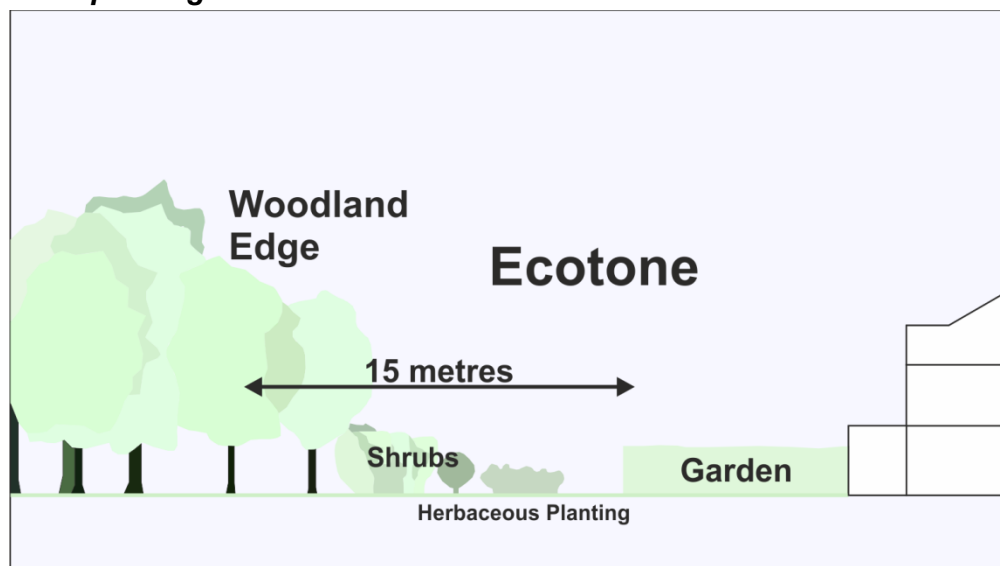 Woodland
Edge
Ecotone
15 metres
Shrubs
Garden
Herbaceous Planting